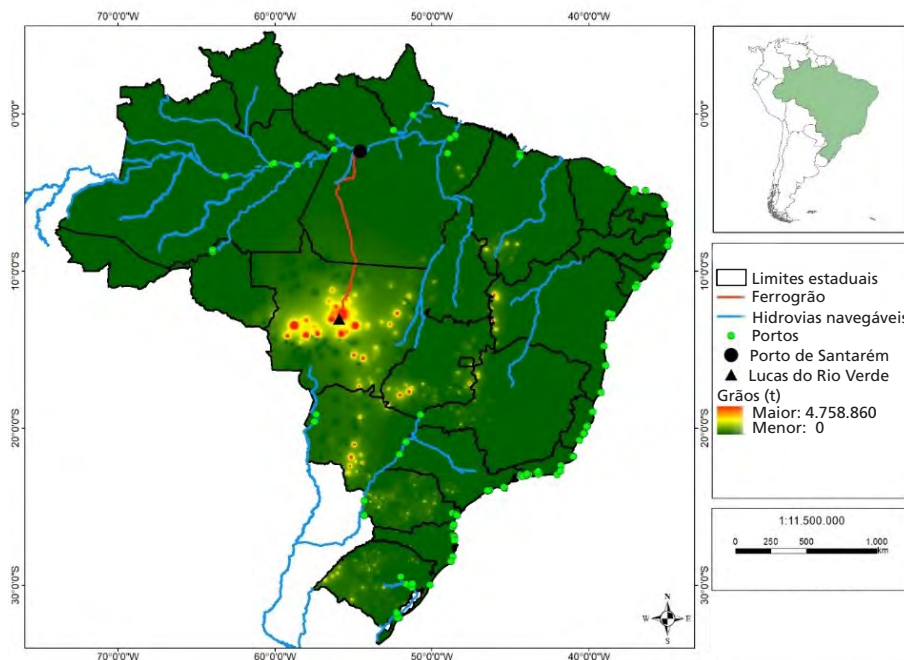 70°0'0"W
60°0'0"W
50°0'0"W
40°0'0"W
0°0'0"
0°0'0"
10°0'0"S
10°0'0"S
20°0'0"S
20°0'0"S
30°0'0"S
30°0'0"S
70°0'0"W
60°0'0"W
50°0'0"W
40°0'0"W
N
W
E
S
Limites estaduais
Ferrogrão
Hidrovias navegáveis
Portos
Porto de Santarém
Lucas do Rio Verde
Grãos (t)
Maior: 4.758.860
Menor: 0
1:11.500.000
0 250 500 1.000
km